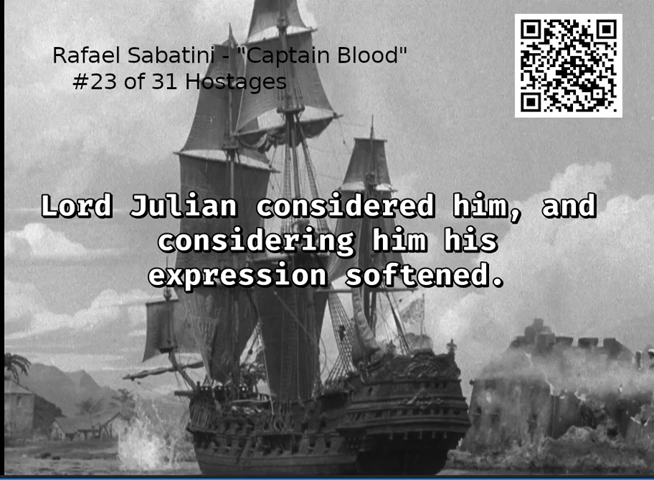 Rafael Sabatini - "Captain Blood"
#23 of 31 Hostages
Lord Julian considered him, and
considering him his
expression softened.